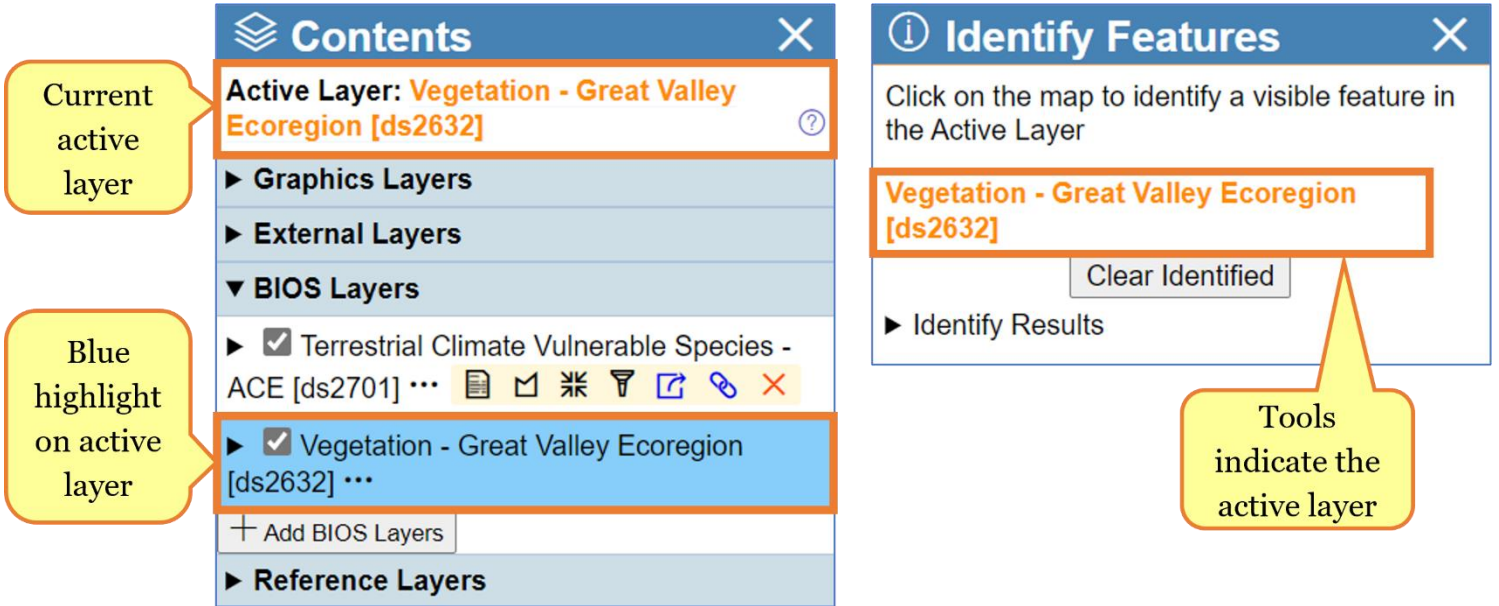 Current
active
layer
Blue
highlight
on active
layer
Contents
Active Layer: Vegetation - Great Valley
Ecoregion [ds2632]
Graphics Layers
External Layers
BIOS Layers
Terrestrial Climate Vulnerable Species -
ACE [ds2701] •••
Vegetation - Great Valley Ecoregion
[ds2632] •••
+ Add BIOS Layers
Reference Layers
Identify Features
Click on the map to identify a visible feature in
the Active Layer
Vegetation - Great Valley Ecoregion
[ds2632]
Clear Identified
Identify Results
Tools
indicate the
active layer